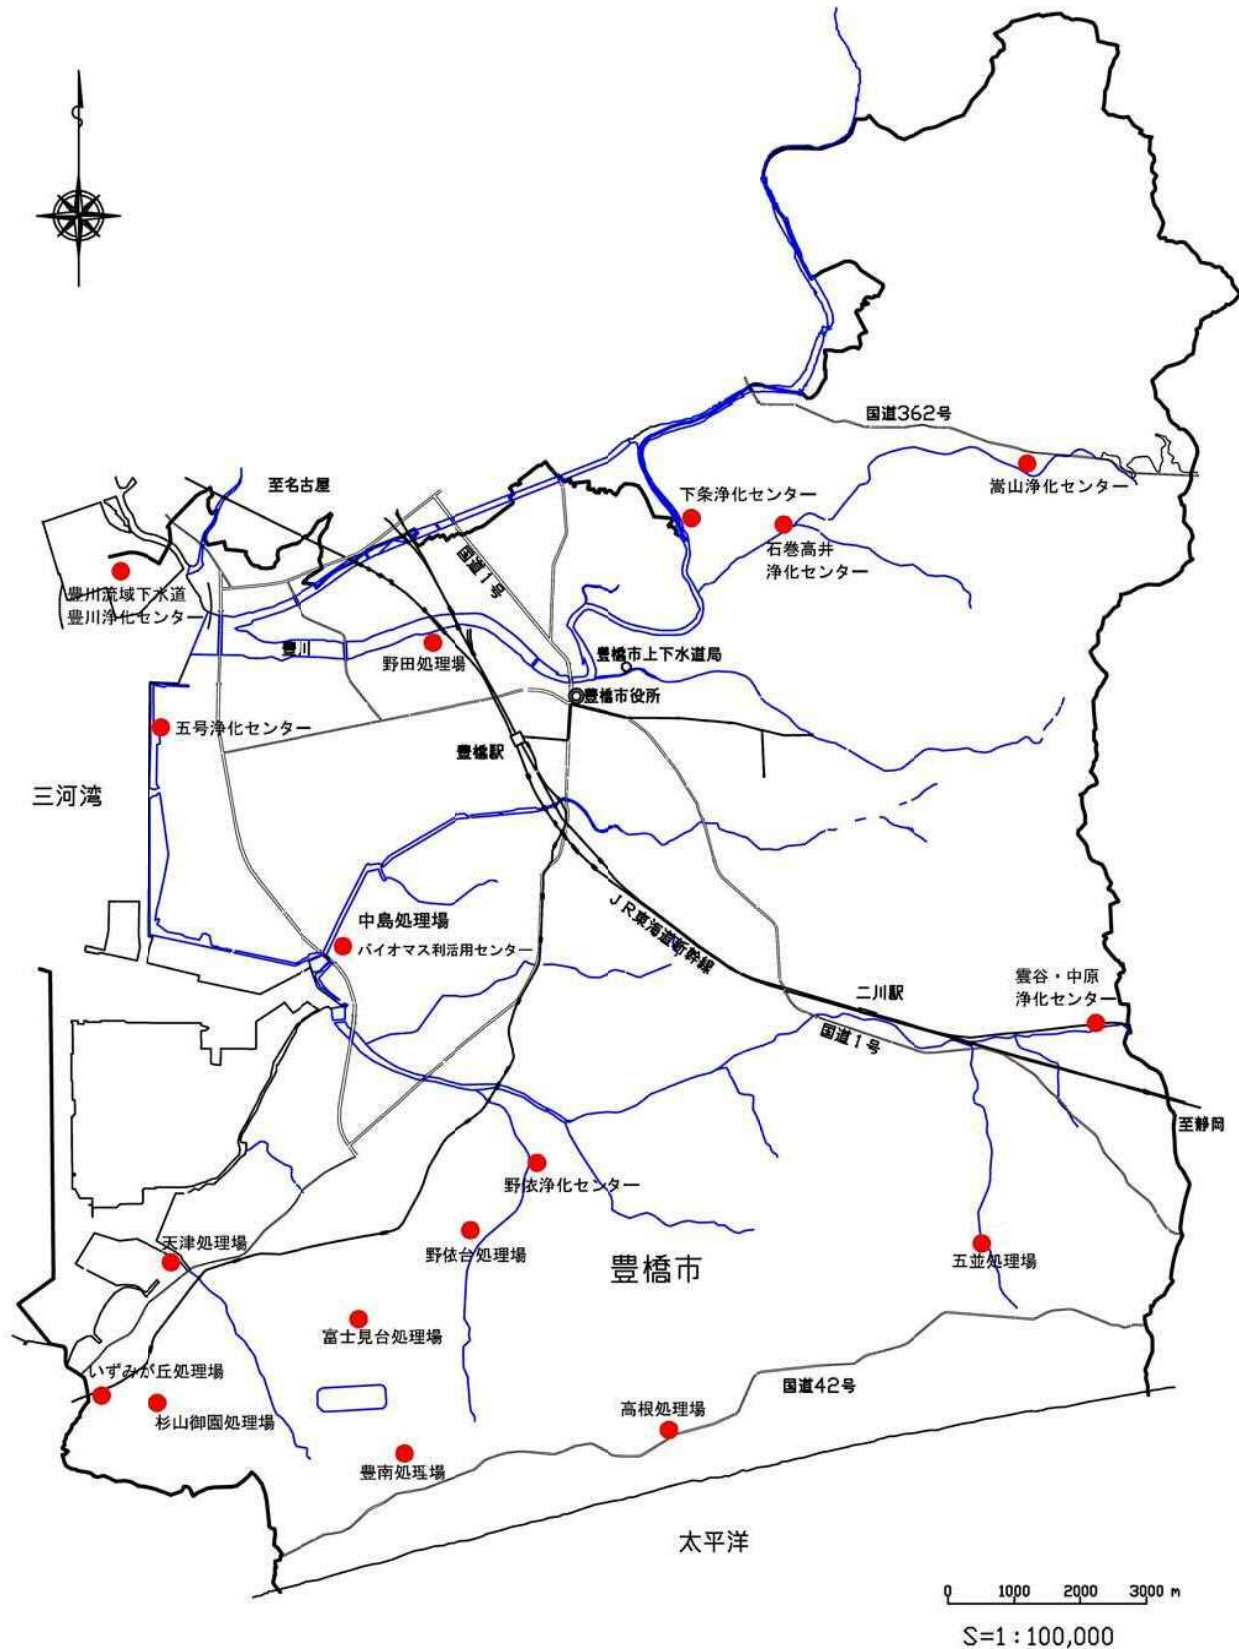 国道362号
嵩山浄化センター
至名古屋
下条浄化センター
石巻高井
浄化センター
国道1号
豊川流域下水道
豊川浄化センター
豊川
野田処理場
豊橋市上下水道局
豊橋市役所
五号浄化センター
豊橋駅
三河湾
中島処理場
バイオマス利活用センター
JR東海道新幹線
二川駅
雲谷・中原
浄化センター
国道1号
至静岡
野依浄化センター
天津処理場
野依台処理場
豊橋市
五並処理場
富士見台処理場
いずみが丘処理場
国道42号
杉山御園処理場
高根処理場
豊南処理場
太平洋
0 1000 2000 3000 m
S=1:100,000